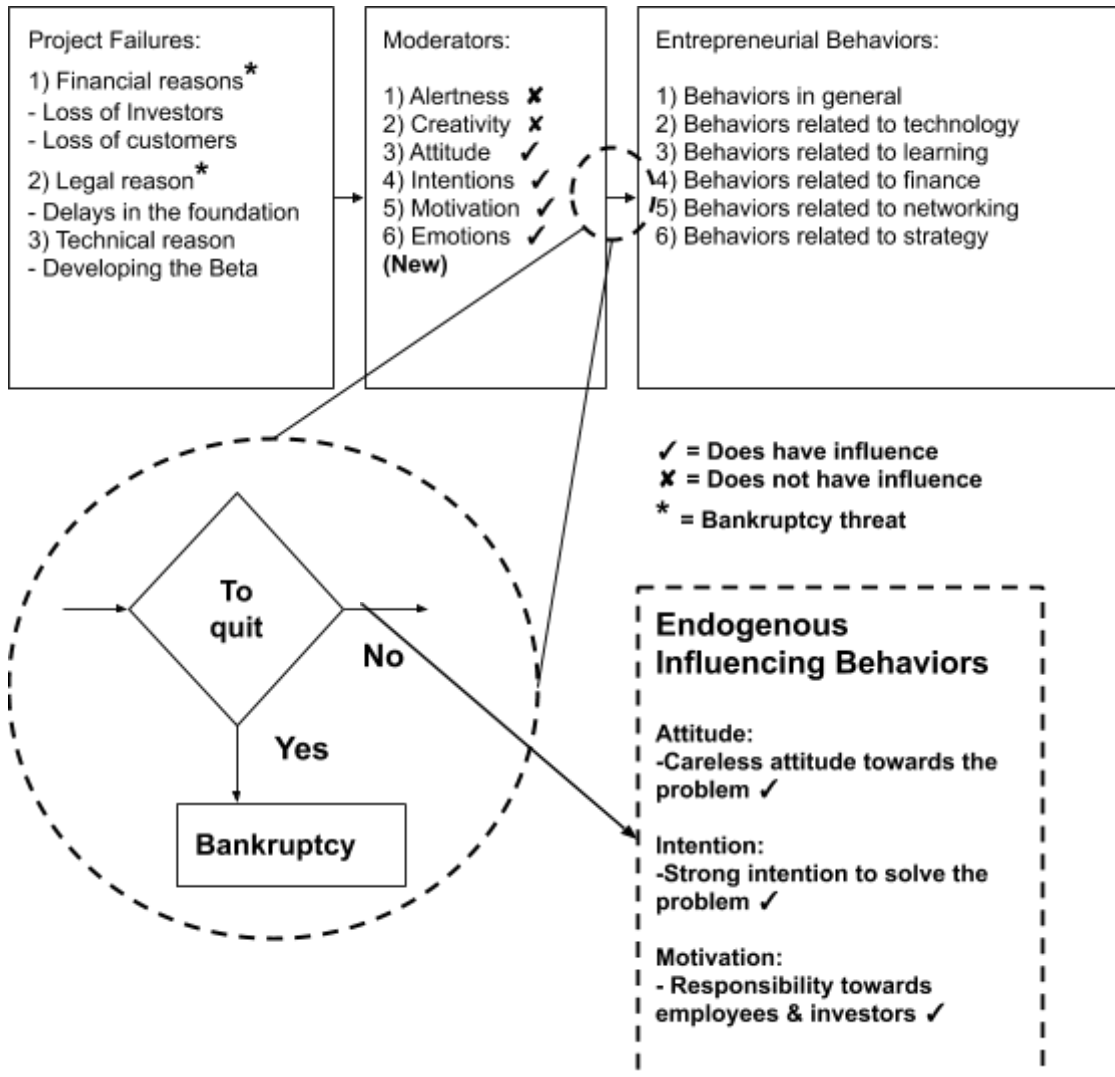 Project Failures:
1) Financial reasons*
- Loss of Investors
- Loss of customers
2) Legal reason*
- Delays in the foundation
3) Technical reason
- Developing the Beta
Moderators:
1) Alertness ✘
2) Creativity ✘
3) Attitude ✓
4) Intentions ✓
5) Motivation ✓
6) Emotions ✓
(New)
Entrepreneurial Behaviors:
1) Behaviors in general
2) Behaviors related to technology
3) Behaviors related to learning
4) Behaviors related to finance
5) Behaviors related to networking
6) Behaviors related to strategy
✓ = Does have influence
✘ = Does not have influence
* = Bankruptcy threat
To
quit
No
Yes
Bankruptcy
Endogenous
Influencing Behaviors
Attitude:
-Careless attitude towards the
problem ✓
Intention:
-Strong intention to solve the
problem ✓
Motivation:
- Responsibility towards
employees & investors ✓